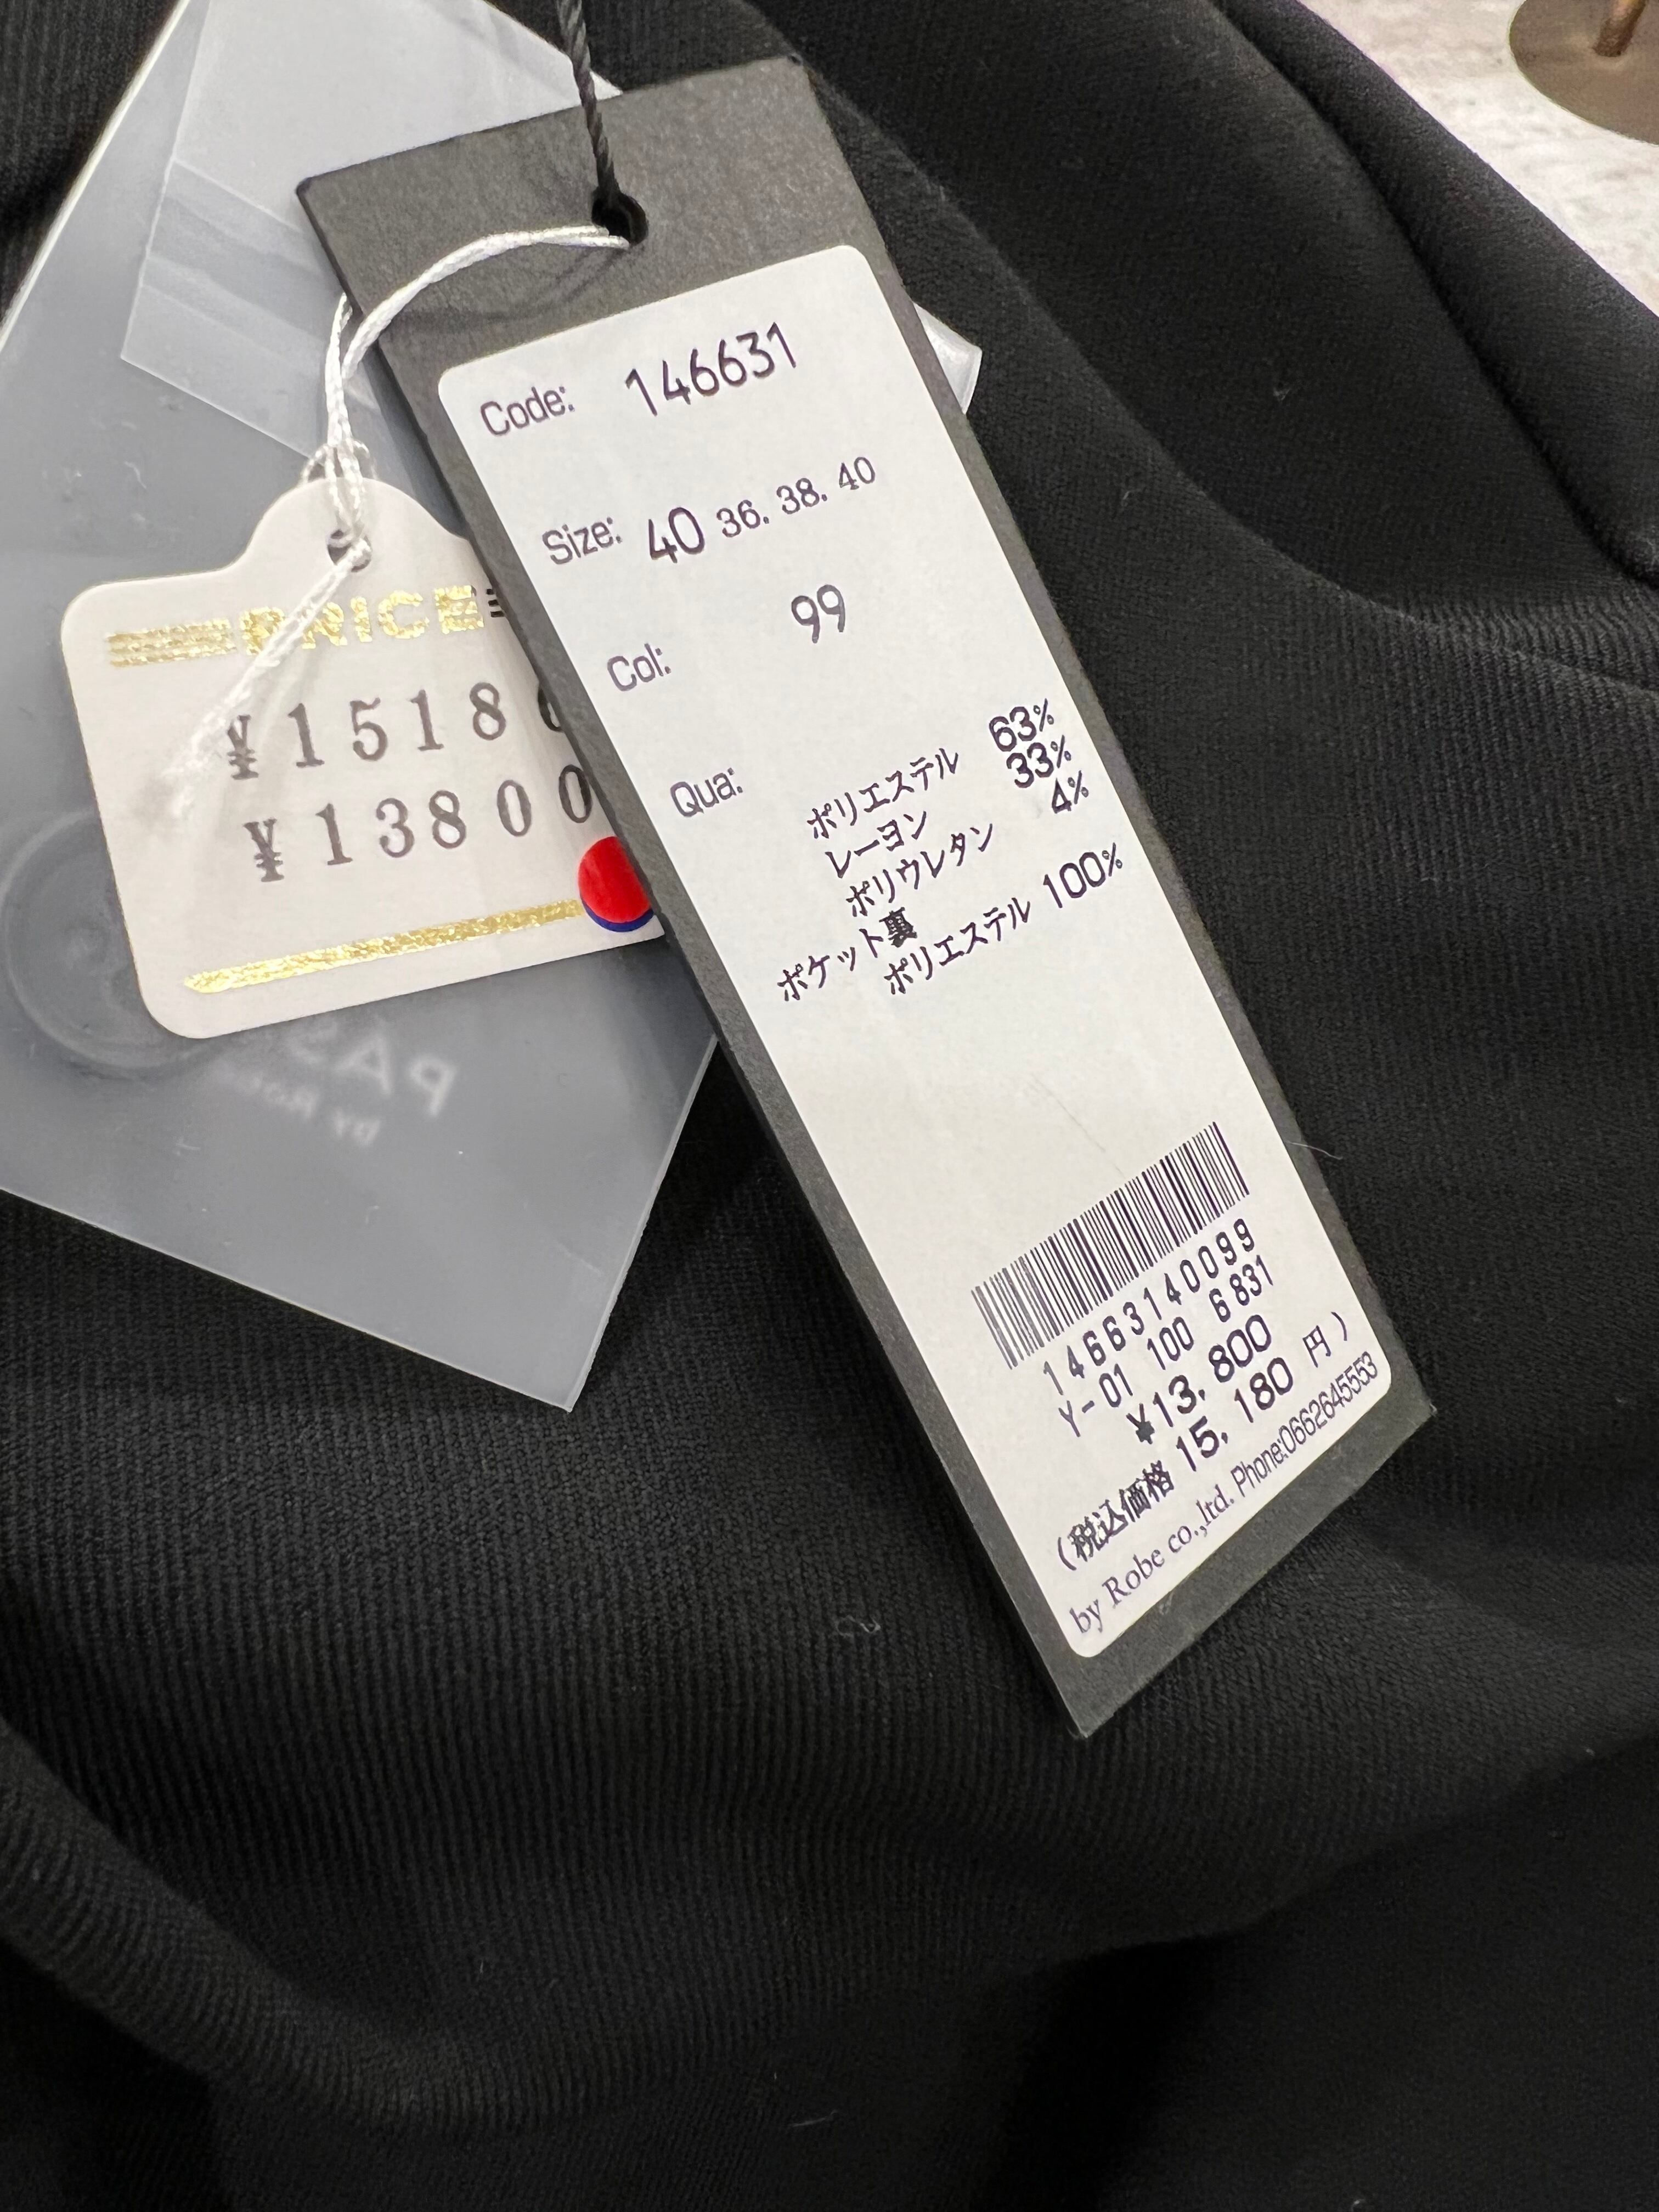 PRICE
¥1518
¥13800
Code: 146631
Size: 40 36. 38. 40
Col: 99
Qua:
ポリエステル 63%
レーヨン 33%
ポリウレタン 4%
ポケット裏
ポリエステル 100%
14663140099
Y-01 100 6831
¥13,800
(税込価格 15,180 円)
by Robe co.,ltd. Phone:0662645553
PAS
by Robe